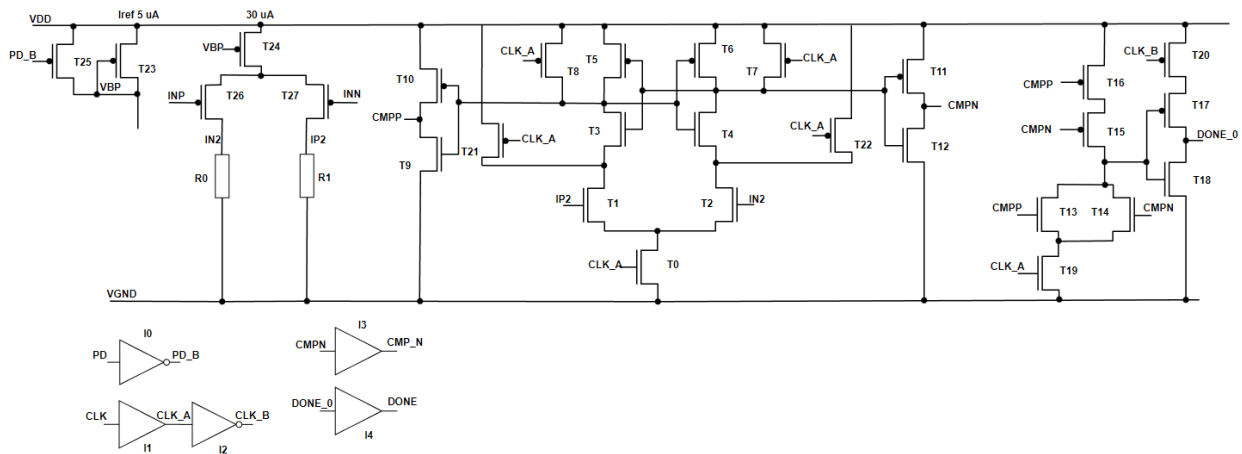 Iref 5 uA
30 uA
VDD
PD_B
T25
T23
VBP
VBP
T24
INP
T26
T27
INN
IN2
IP2
R0
R1
T10
CMPP
T9
T21
CLK_A
CLK_A
T8
T5
T6
T7
CLK_A
T3
T4
CLK_A
T22
T11
CMPN
T12
IP2
T1
T2
IN2
CLK_A
T0
CLK_B
T20
CMPP
T16
T17
CMPN
T15
DONE_0
T18
CMPP
T13
T14
CMPN
CLK_A
T19
VGND
I0
PD
PD_B
CLK
CLK_A
CLK_B
I1
I2
I3
CMPN
CMP_N
DONE_0
DONE
I4